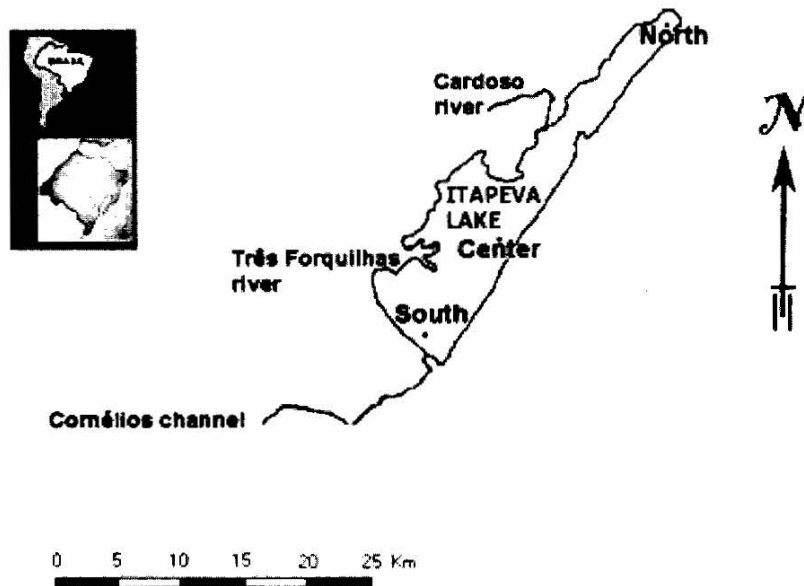 BRASIL
North
Cardoso
river
N
ITAPEVA
LAKE
Center
Três Forquilhas
river
South
Cornélios channel
0 5 10 15 20 25 Km